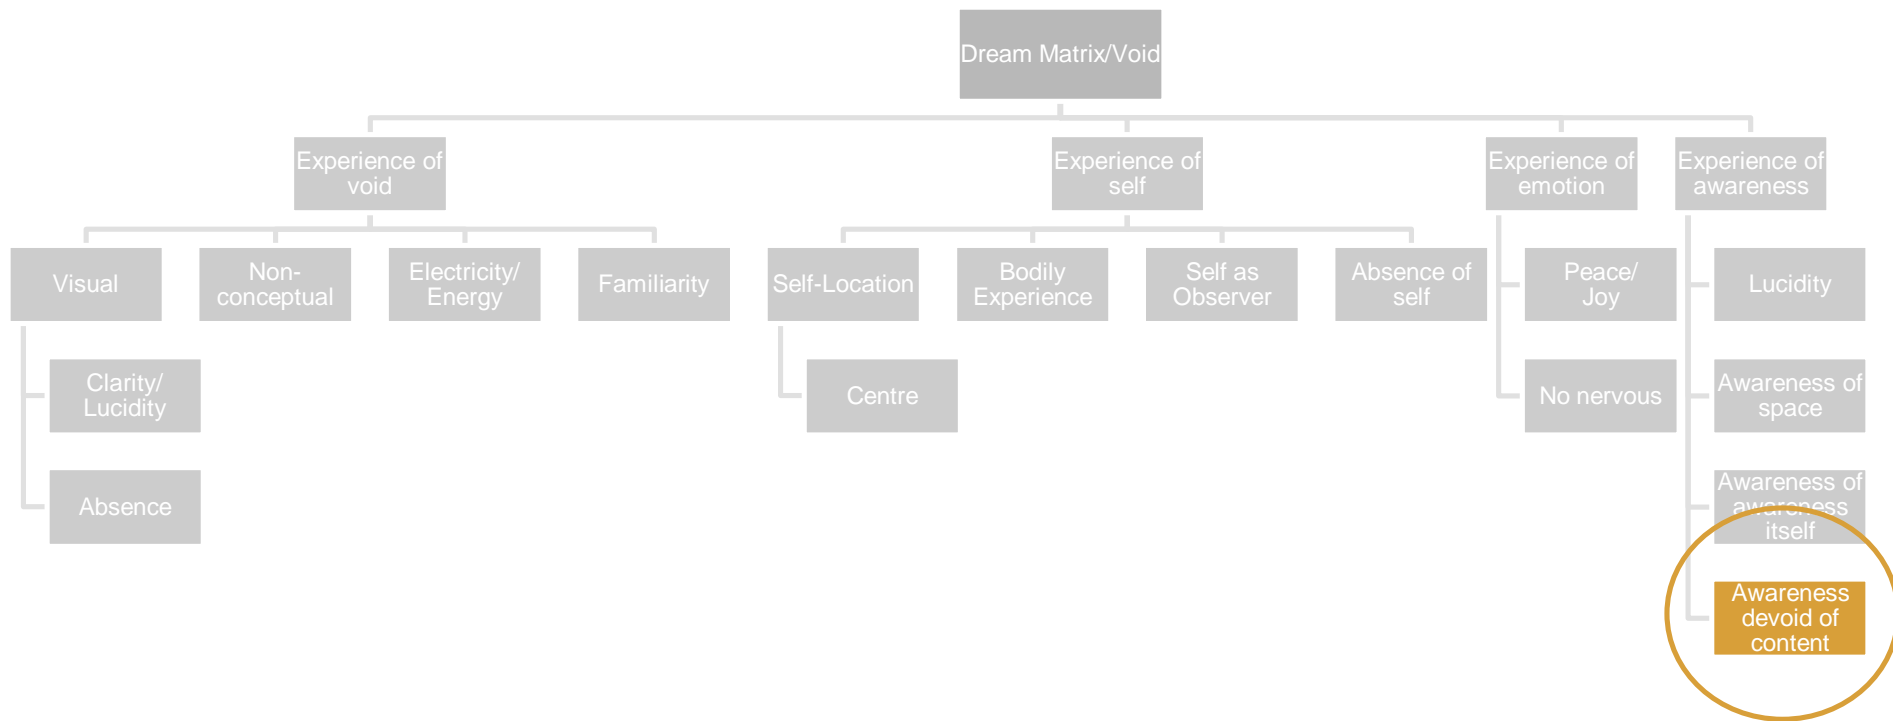 Dream Matrix/Void
Experience of
void
Experience of
self
Experience of
emotion
Experience of
awareness
Visual
Non-
conceptual
Electricity/
Energy
Familiarity
Self-Location
Bodily
Experience
Self as
Observer
Absence of
self
Peace/
Joy
Lucidity
Clarity/
Lucidity
Centre
No nervous
Awareness of
space
Absence
Awareness of
awareness
itself
Awareness
devoid of
content